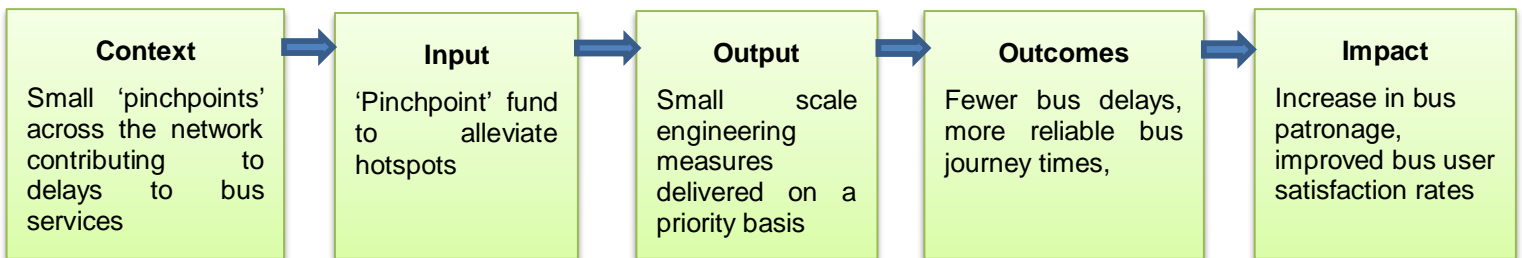 Context
Small ‘pinchpoints’
across the network
contributing to
delays to bus
services
Input
‘Pinchpoint’ fund
to alleviate
hotspots
Output
Small scale
engineering
measures
delivered on a
priority basis
Outcomes
Fewer bus delays,
more reliable bus
journey times,
Impact
Increase in bus
patronage,
improved bus user
satisfaction rates